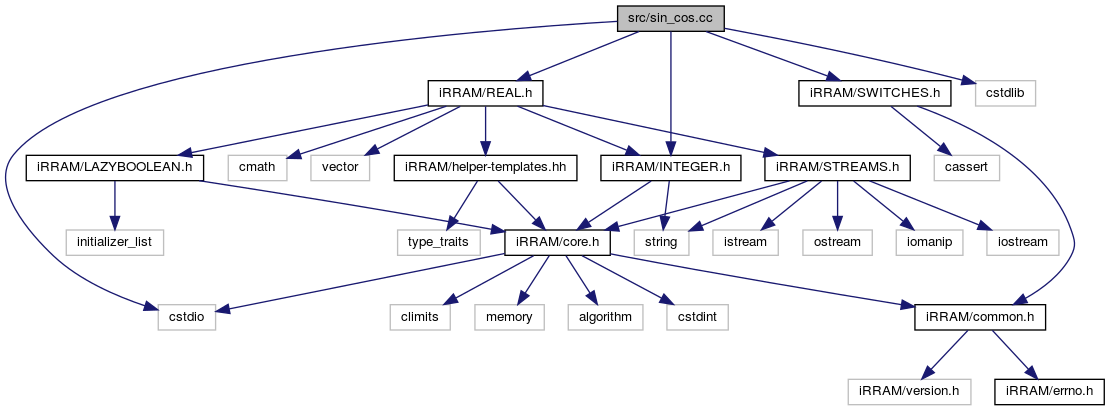 src/sin_cos.cc
iRRAM/REAL.h
iRRAM/SWITCHES.h
cstdlib
iRRAM/LAZYBOOLEAN.h
cmath
vector
iRRAM/helper-templates.hh
iRRAM/INTEGER.h
iRRAM/STREAMS.h
cassert
initializer_list
type_traits
iRRAM/core.h
string
istream
ostream
iomanip
iostream
cstdio
climits
memory
algorithm
cstdint
iRRAM/common.h
iRRAM/version.h
iRRAM/errno.h